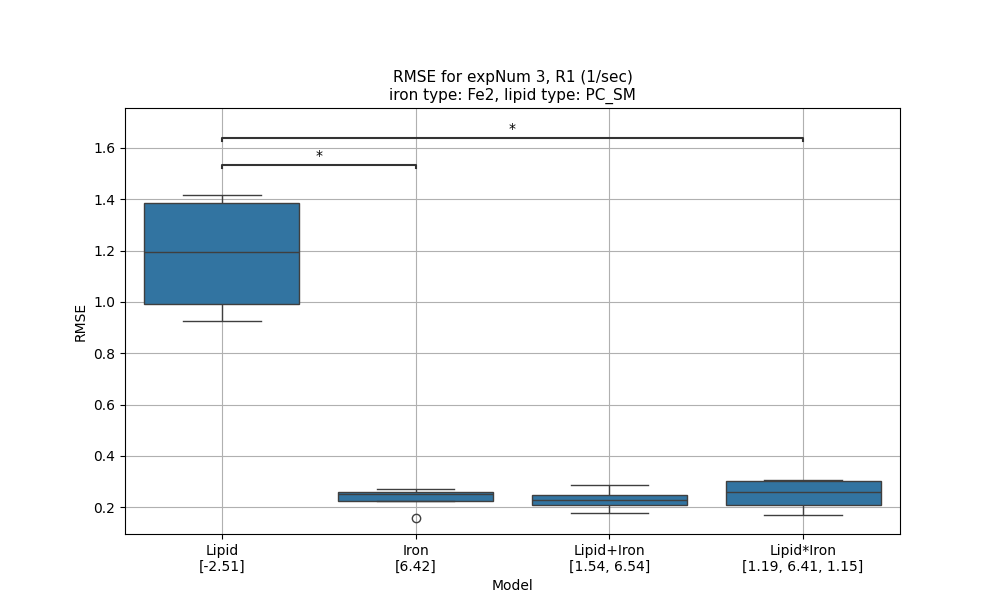 RMSE for expNum 3, R1 (1/sec)
iron type: Fe2, lipid type: PC_SM
*
*
1.6
1.4
1.2
1.0
0.8
0.6
0.4
0.2
RMSE
Lipid
[-2.51]
Iron
[6.42]
Lipid+Iron
[1.54, 6.54]
Lipid*Iron
[1.19, 6.41, 1.15]
Model